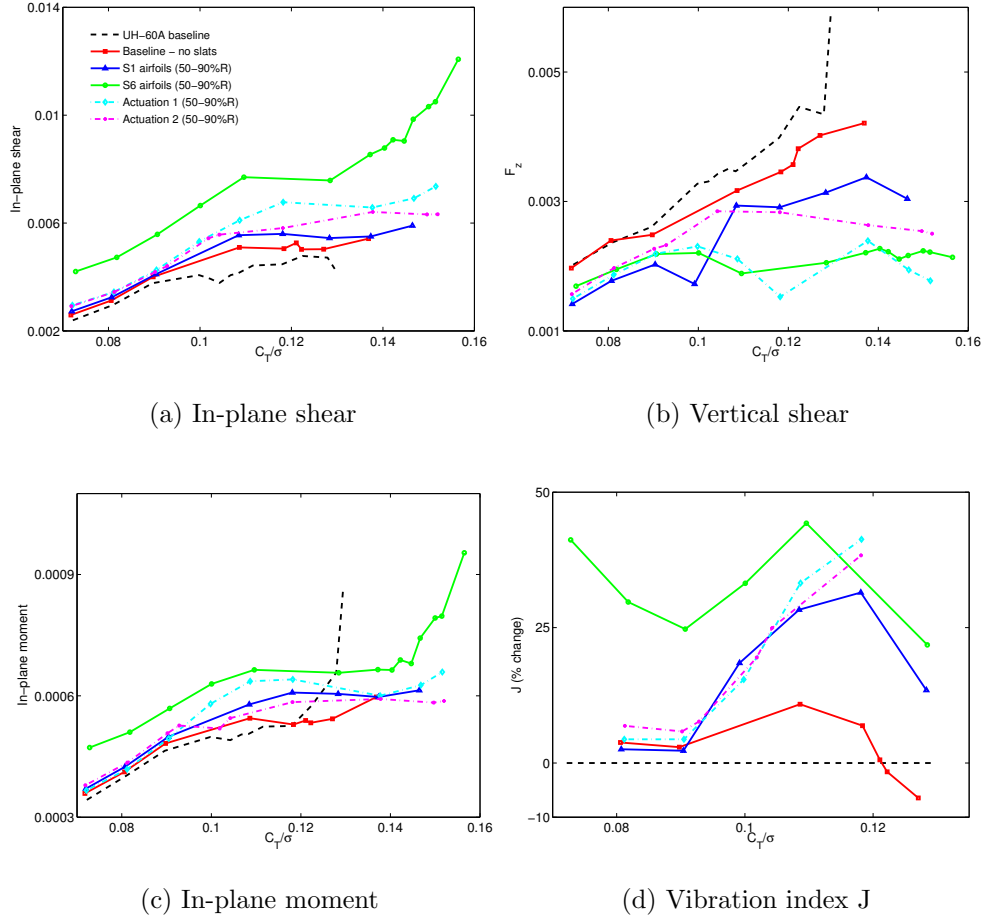 0.014
0.01
0.006
0.002
In−plane shear
UH−60A baseline
Baseline − no slats
S1 airfoils (50−90%R)
S6 airfoils (50−90%R)
Actuation 1 (50−90%R)
Actuation 2 (50−90%R)
0.08 0.1 0.12 0.14 0.16
C_T/σ
(a) In-plane shear
0.005
0.003
0.001
F_z
0.08 0.1 0.12 0.14 0.16
C_T/σ
(b) Vertical shear
0.0009
0.0006
0.0003
In−plane moment
0.08 0.1 0.12 0.14 0.16
C_T/σ
(c) In-plane moment
50
25
0
−10
J (% change)
0.08 0.1 0.12
C_T/σ
(d) Vibration index J